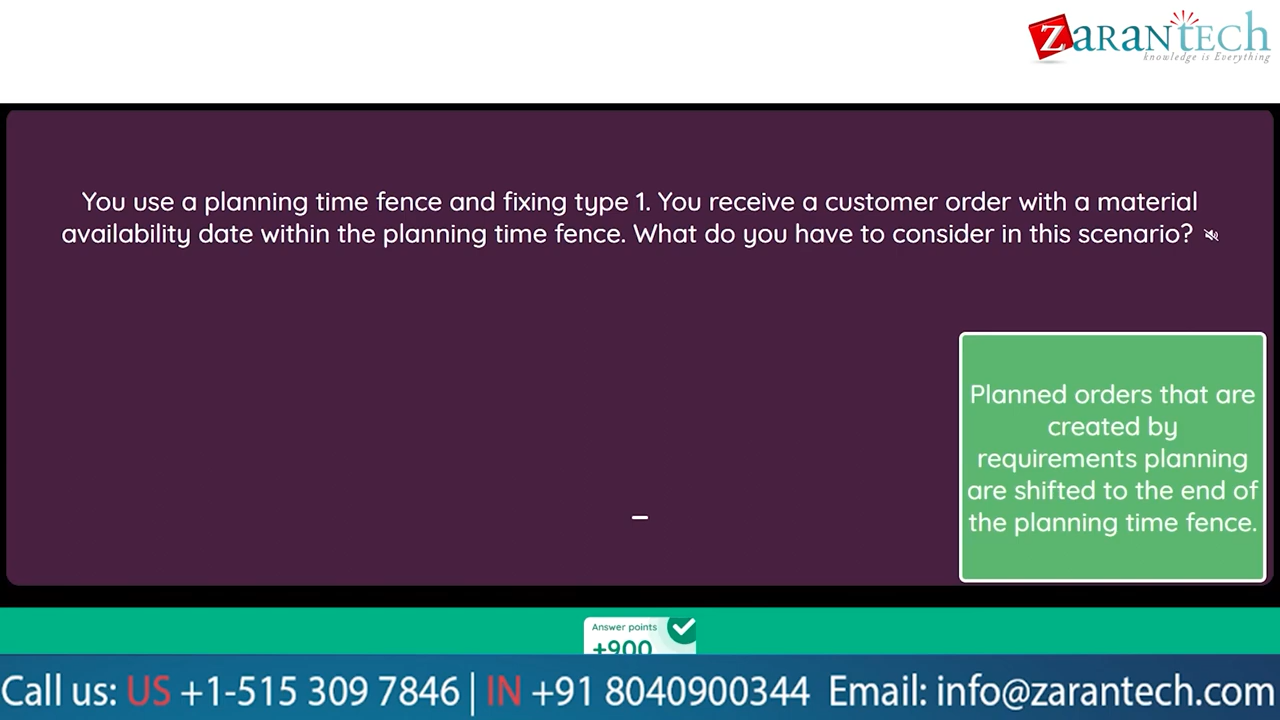 ZARANTECH
knowledge is Everything
You use a planning time fence and fixing type 1. You receive a customer order with a material
availability date within the planning time fence. What do you have to consider in this scenario?
Planned orders that are
created by
requirements planning
are shifted to the end of
the planning time fence.
Answer points
+900
Call us: US +1-515 309 7846 | IN +91 8040900344 Email: info@zarantech.com